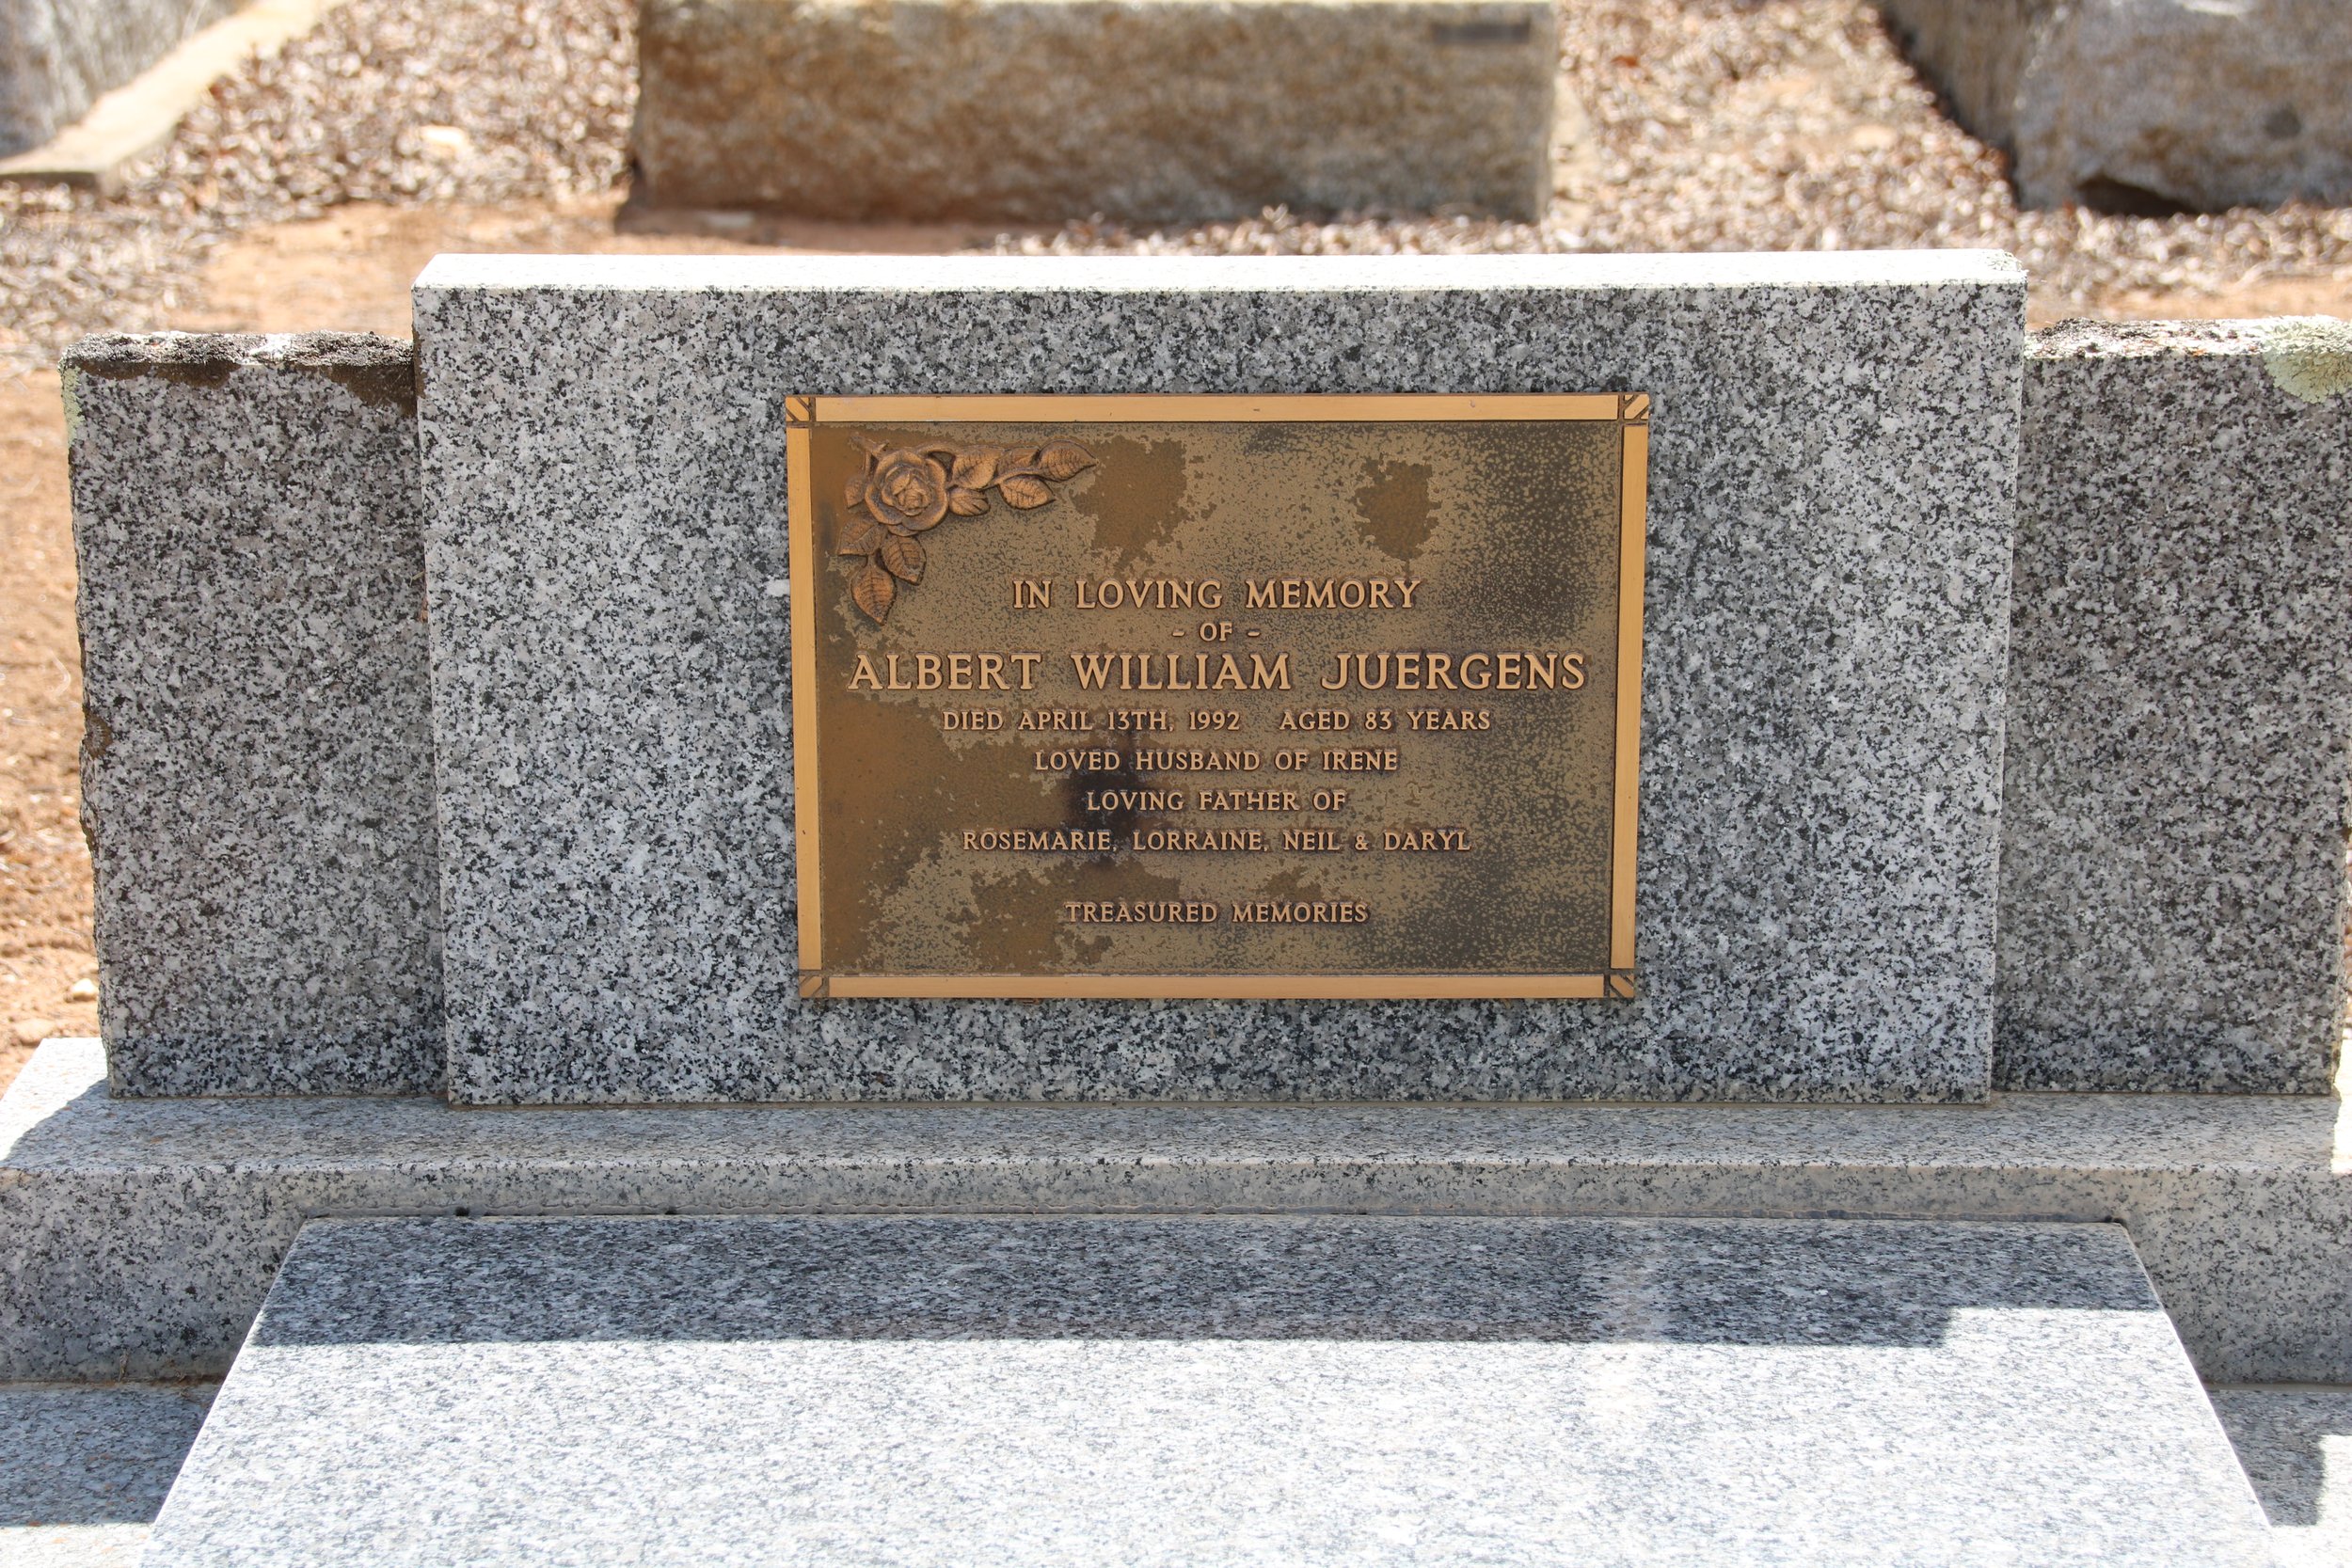 IN LOVING MEMORY
- OF -
ALBERT WILLIAM JUERGENS
DIED APRIL 13TH, 1992 AGED 83 YEARS
LOVED HUSBAND OF IRENE
LOVING FATHER OF
ROSEMARIE, LORRAINE, NEIL & DARYL
TREASURED MEMORIES